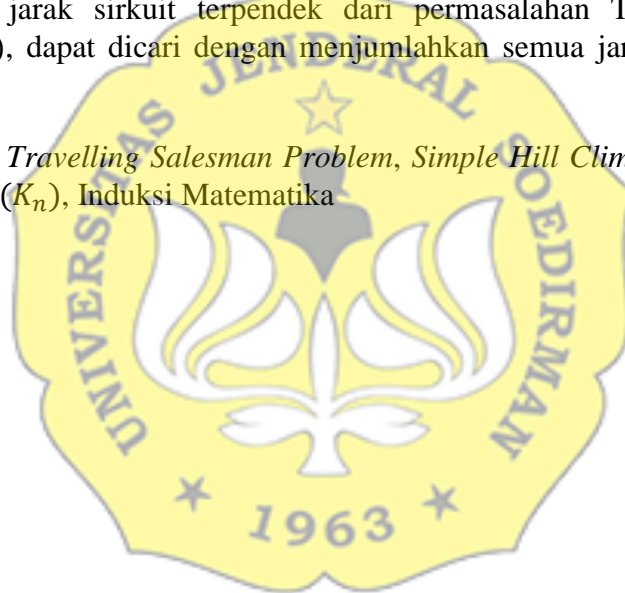 jarak sirkuit terpendek dari permasalahan T
), dapat dicari dengan menjumlahkan semua jar
Travelling Salesman Problem, Simple Hill Clim
(Kₙ), Induksi Matematika
UNIVERSITAS JENDERAL SOEDIRMAN
★ 1963 ★